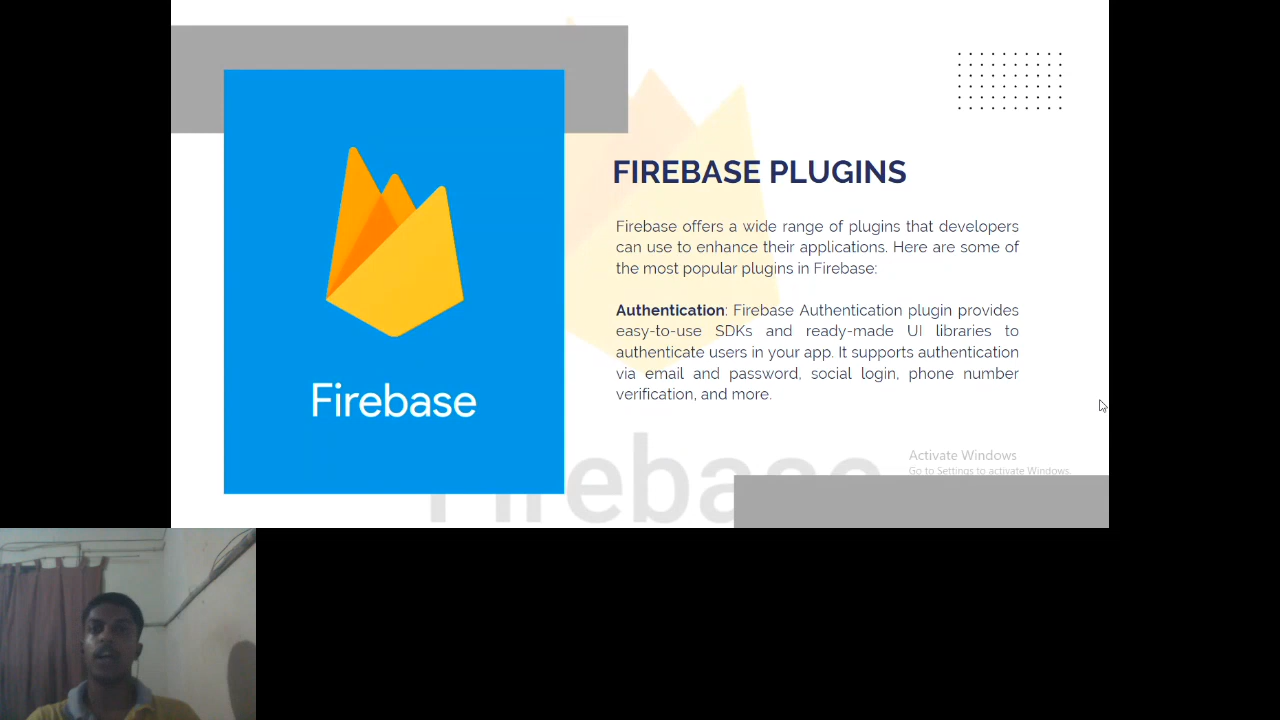 FIREBASE PLUGINS
Firebase offers a wide range of plugins that developers
can use to enhance their applications. Here are some of
the most popular plugins in Firebase:
Authentication: Firebase Authentication plugin provides
easy-to-use SDKs and ready-made UI libraries to
authenticate users in your app. It supports authentication
via email and password, social login, phone number
verification, and more.
Firebase
Firebase
Activate Windows
Go to Settings to activate Windows.